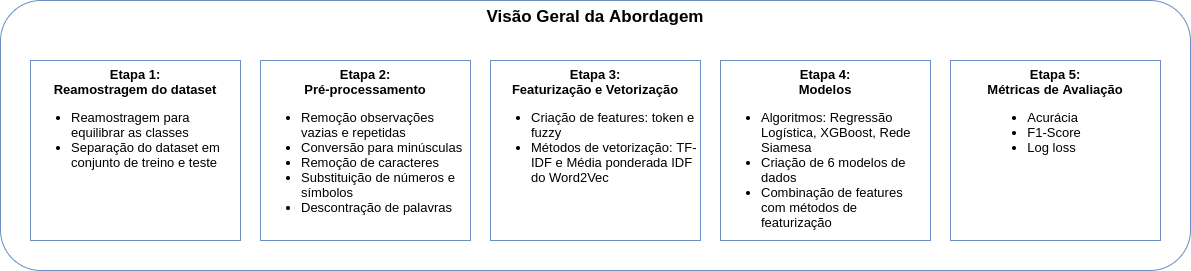 Visão Geral da Abordagem
Etapa 1:
Reamostragem do dataset
• Reamostragem para
equilibrar as classes
• Separação do dataset em
conjunto de treino e teste
Etapa 2:
Pré-processamento
• Remoção observações
vazias e repetidas
• Conversão para minúsculas
• Remoção de caracteres
• Substituição de números e
símbolos
• Descontração de palavras
Etapa 3:
Featurização e Vetorização
• Criação de features: token e
fuzzy
• Métodos de vetorização: TF-
IDF e Média ponderada IDF
do Word2Vec
Etapa 4:
Modelos
• Algoritmos: Regressão
Logística, XGBoost, Rede
Siamesa
• Criação de 6 modelos de
dados
• Combinação de features
com métodos de
featurização
Etapa 5:
Métricas de Avaliação
• Acurácia
• F1-Score
• Log loss